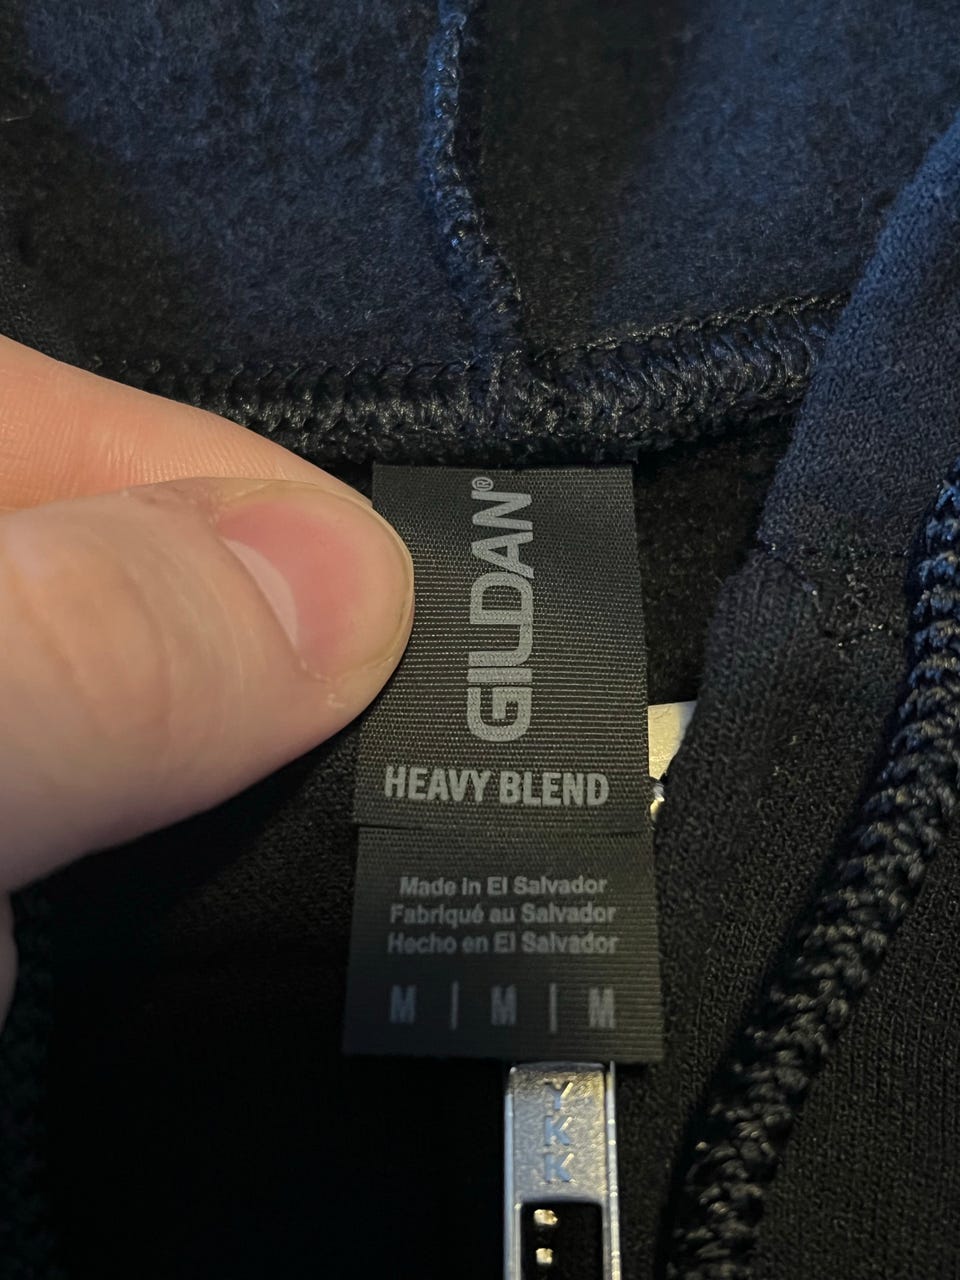 GILDAN®
HEAVY BLEND
Made in El Salvador
Fabriqué au Salvador
Hecho en El Salvador
M | M | M
YKK